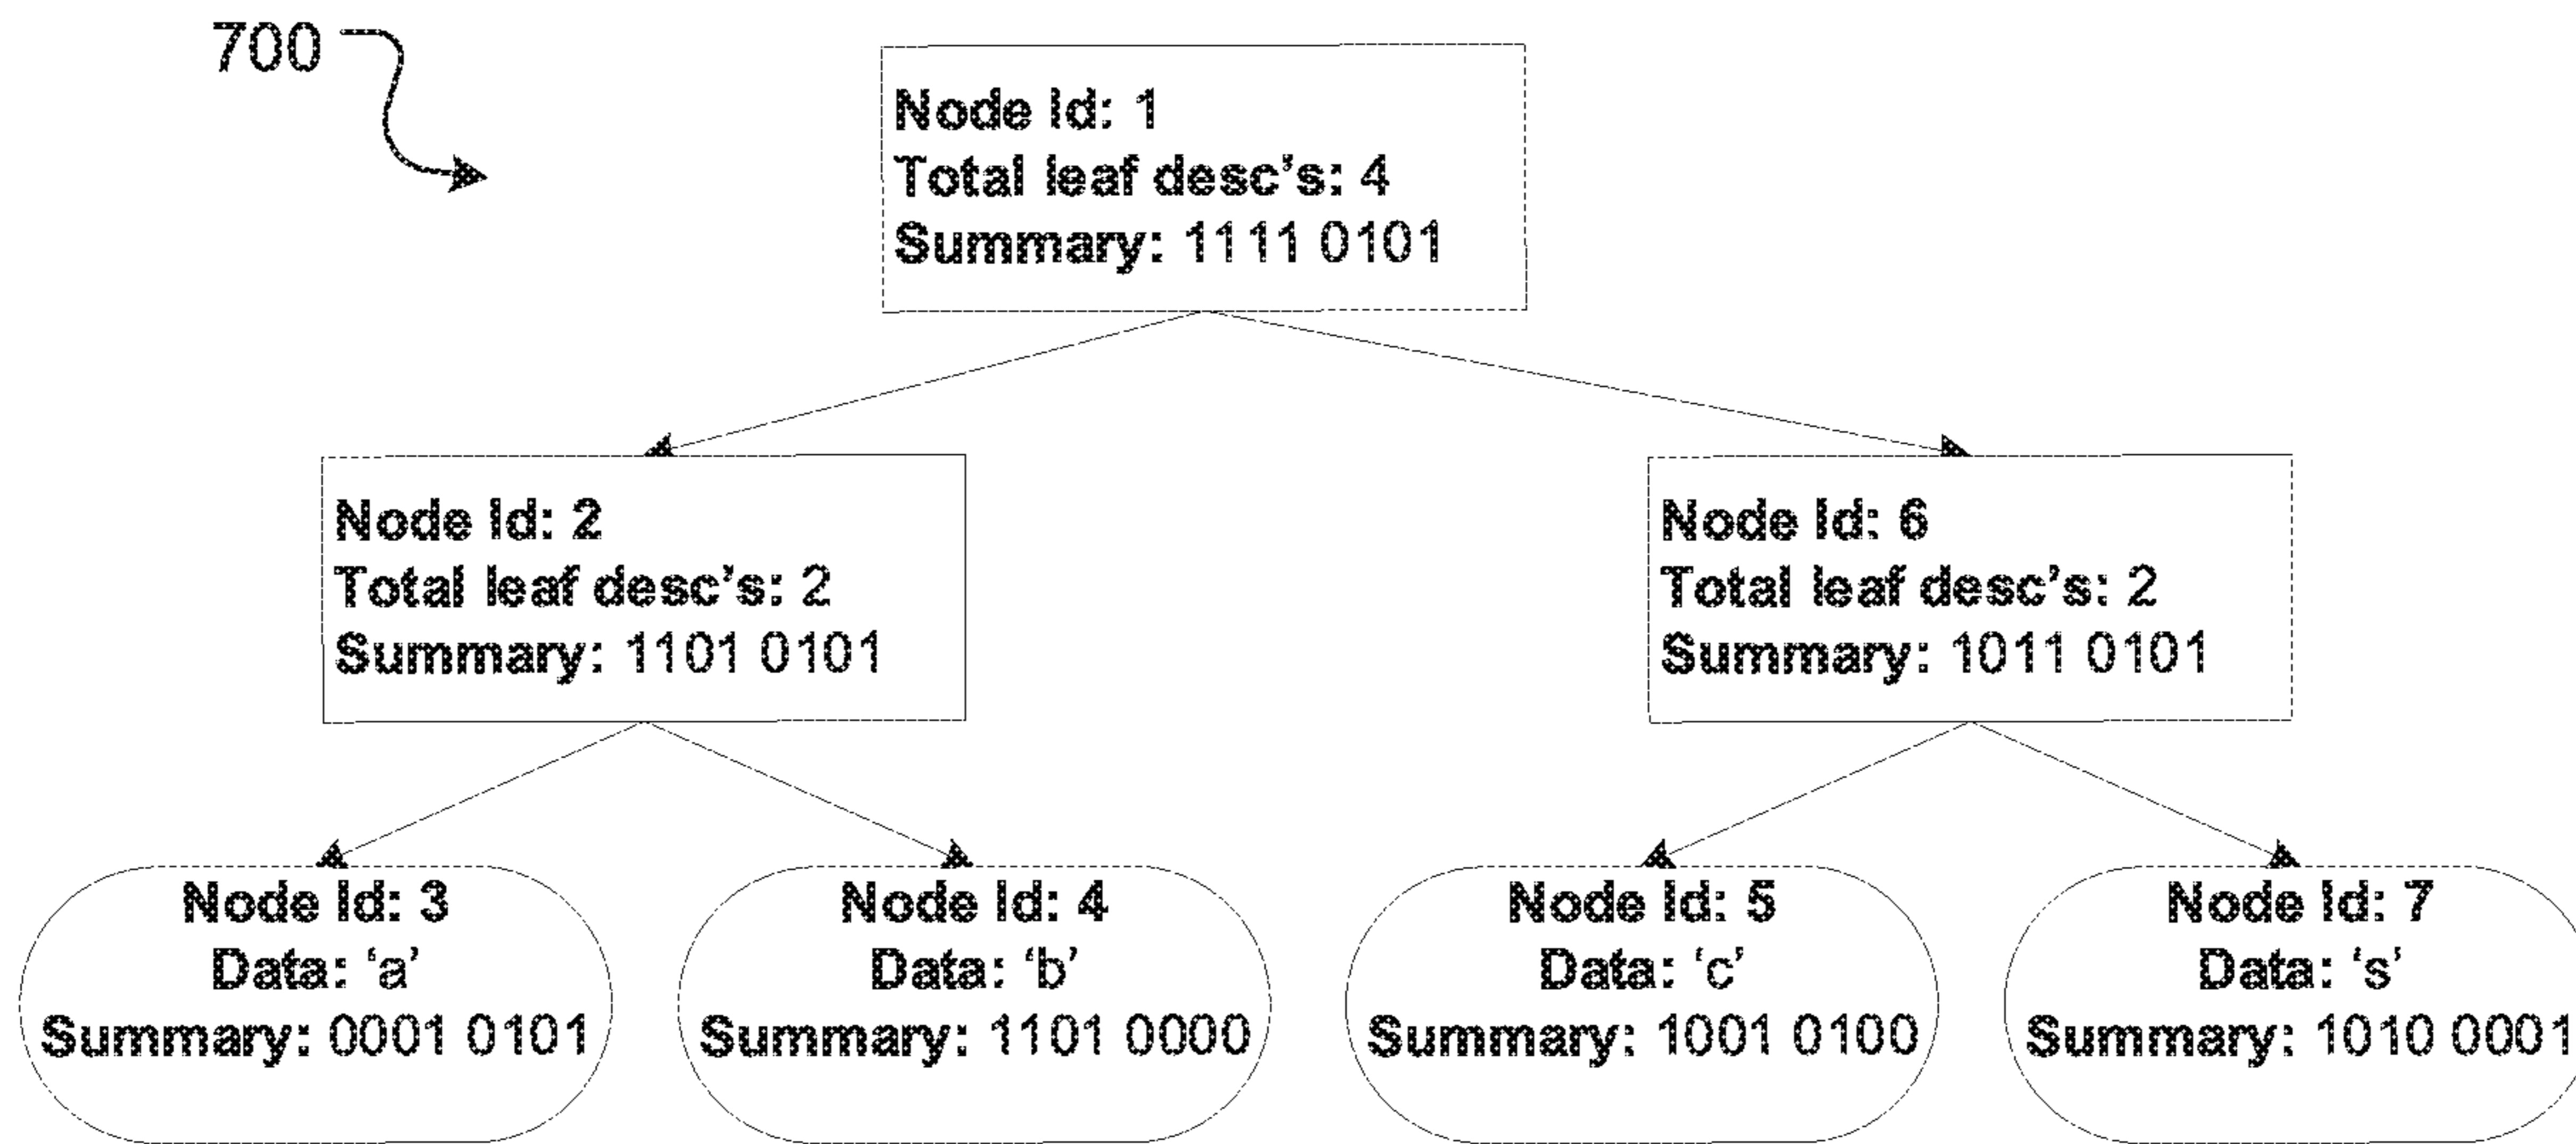 700
Node Id: 1
Total leaf desc's: 4
Summary: 1111 0101
Node Id: 2
Total leaf desc's: 2
Summary: 1101 0101
Node Id: 6
Total leaf desc's: 2
Summary: 1011 0101
Node Id: 3
Data: ‘a’
Summary: 0001 0101
Node Id: 4
Data: ‘b’
Summary: 1101 0000
Node Id: 5
Data: ‘c’
Summary: 1001 0100
Node Id: 7
Data: ‘s’
Summary: 1010 0001